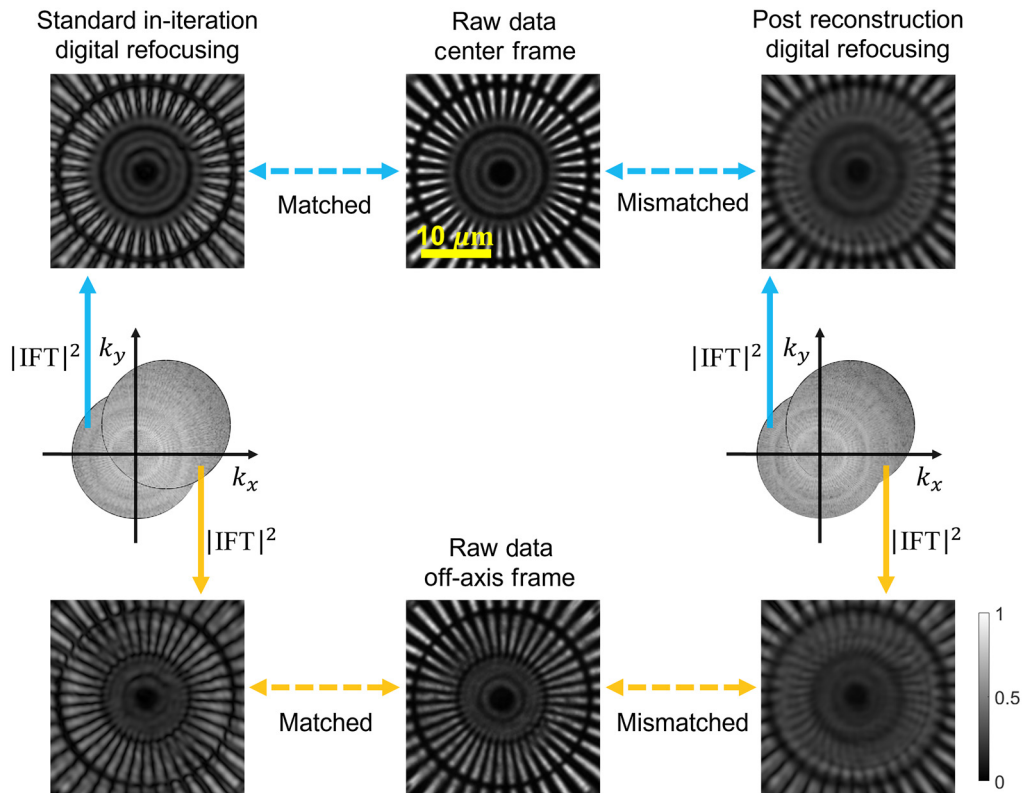 Standard in-iteration
digital refocusing
Raw data
center frame
Post reconstruction
digital refocusing
Matched
Mismatched
10 μm
|IFT|²
k_y
k_x
|IFT|²
|IFT|²
k_y
k_x
|IFT|²
Raw data
off-axis frame
Matched
Mismatched
1
0.5
0